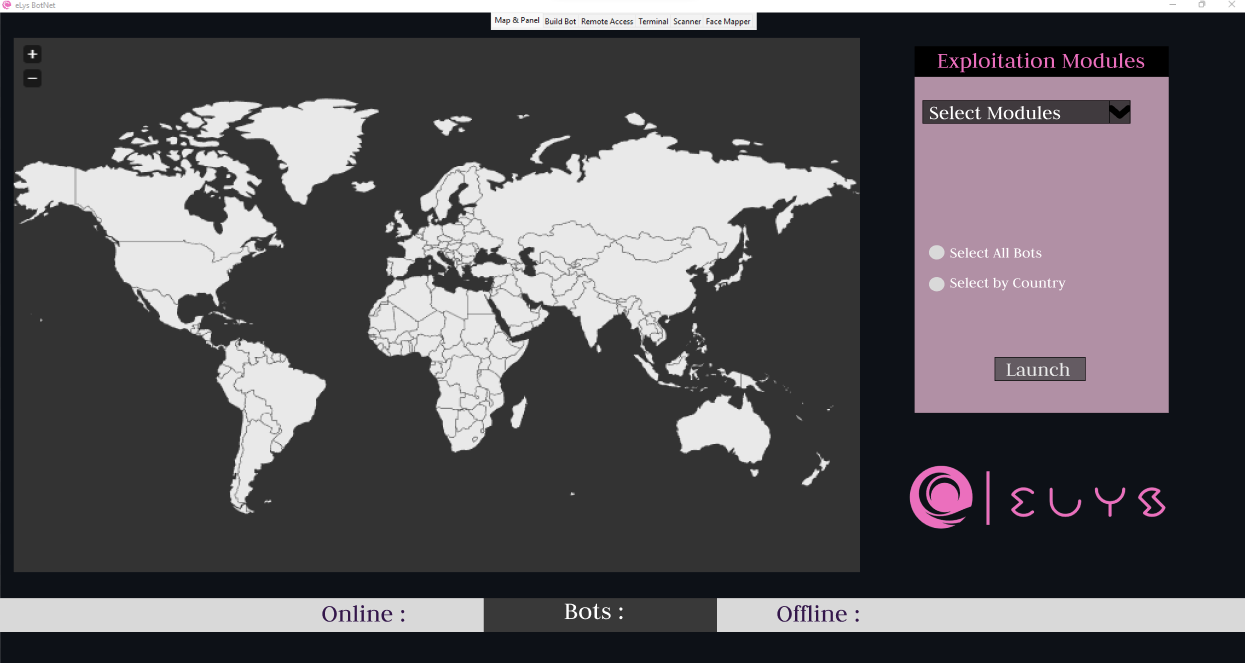 eLys BotNet
Map & Panel Build Bot Remote Access Terminal Scanner Face Mapper
+
−
Exploitation Modules
Select Modules
Select All Bots
Select by Country
Launch
ELYS
Online : Bots : Offline :